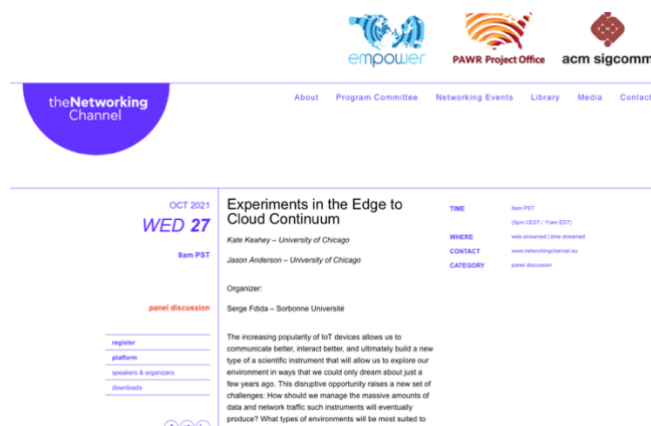 empower
PAWR Project Office
acm sigcomm
theNetworking
Channel
About Program Committee Networking Events Library Media Contact
OCT 2021
WED 27
8am PST
panel discussion
register
platform
speakers & organizers
downloads
Experiments in the Edge to
Cloud Continuum
Kate Keahey – University of Chicago
Jason Anderson – University of Chicago
Organizer:
Serge Fdida – Sorbonne Université
The increasing popularity of IoT devices allows us to
communicate better, interact better, and ultimately build a new
type of a scientific instrument that will allow us to explore our
environment in ways that we could only dream about just a
few years ago. This disruptive opportunity raises a new set of
challenges: How should we manage the massive amounts of
data and network traffic such instruments will eventually
produce? What types of environments will be most suited to
TIME 8am PST
(5pm CEST / 11am EDT)
WHERE web-streamed | time streamed
CONTACT www.networkingchannel.eu
CATEGORY panel discussion